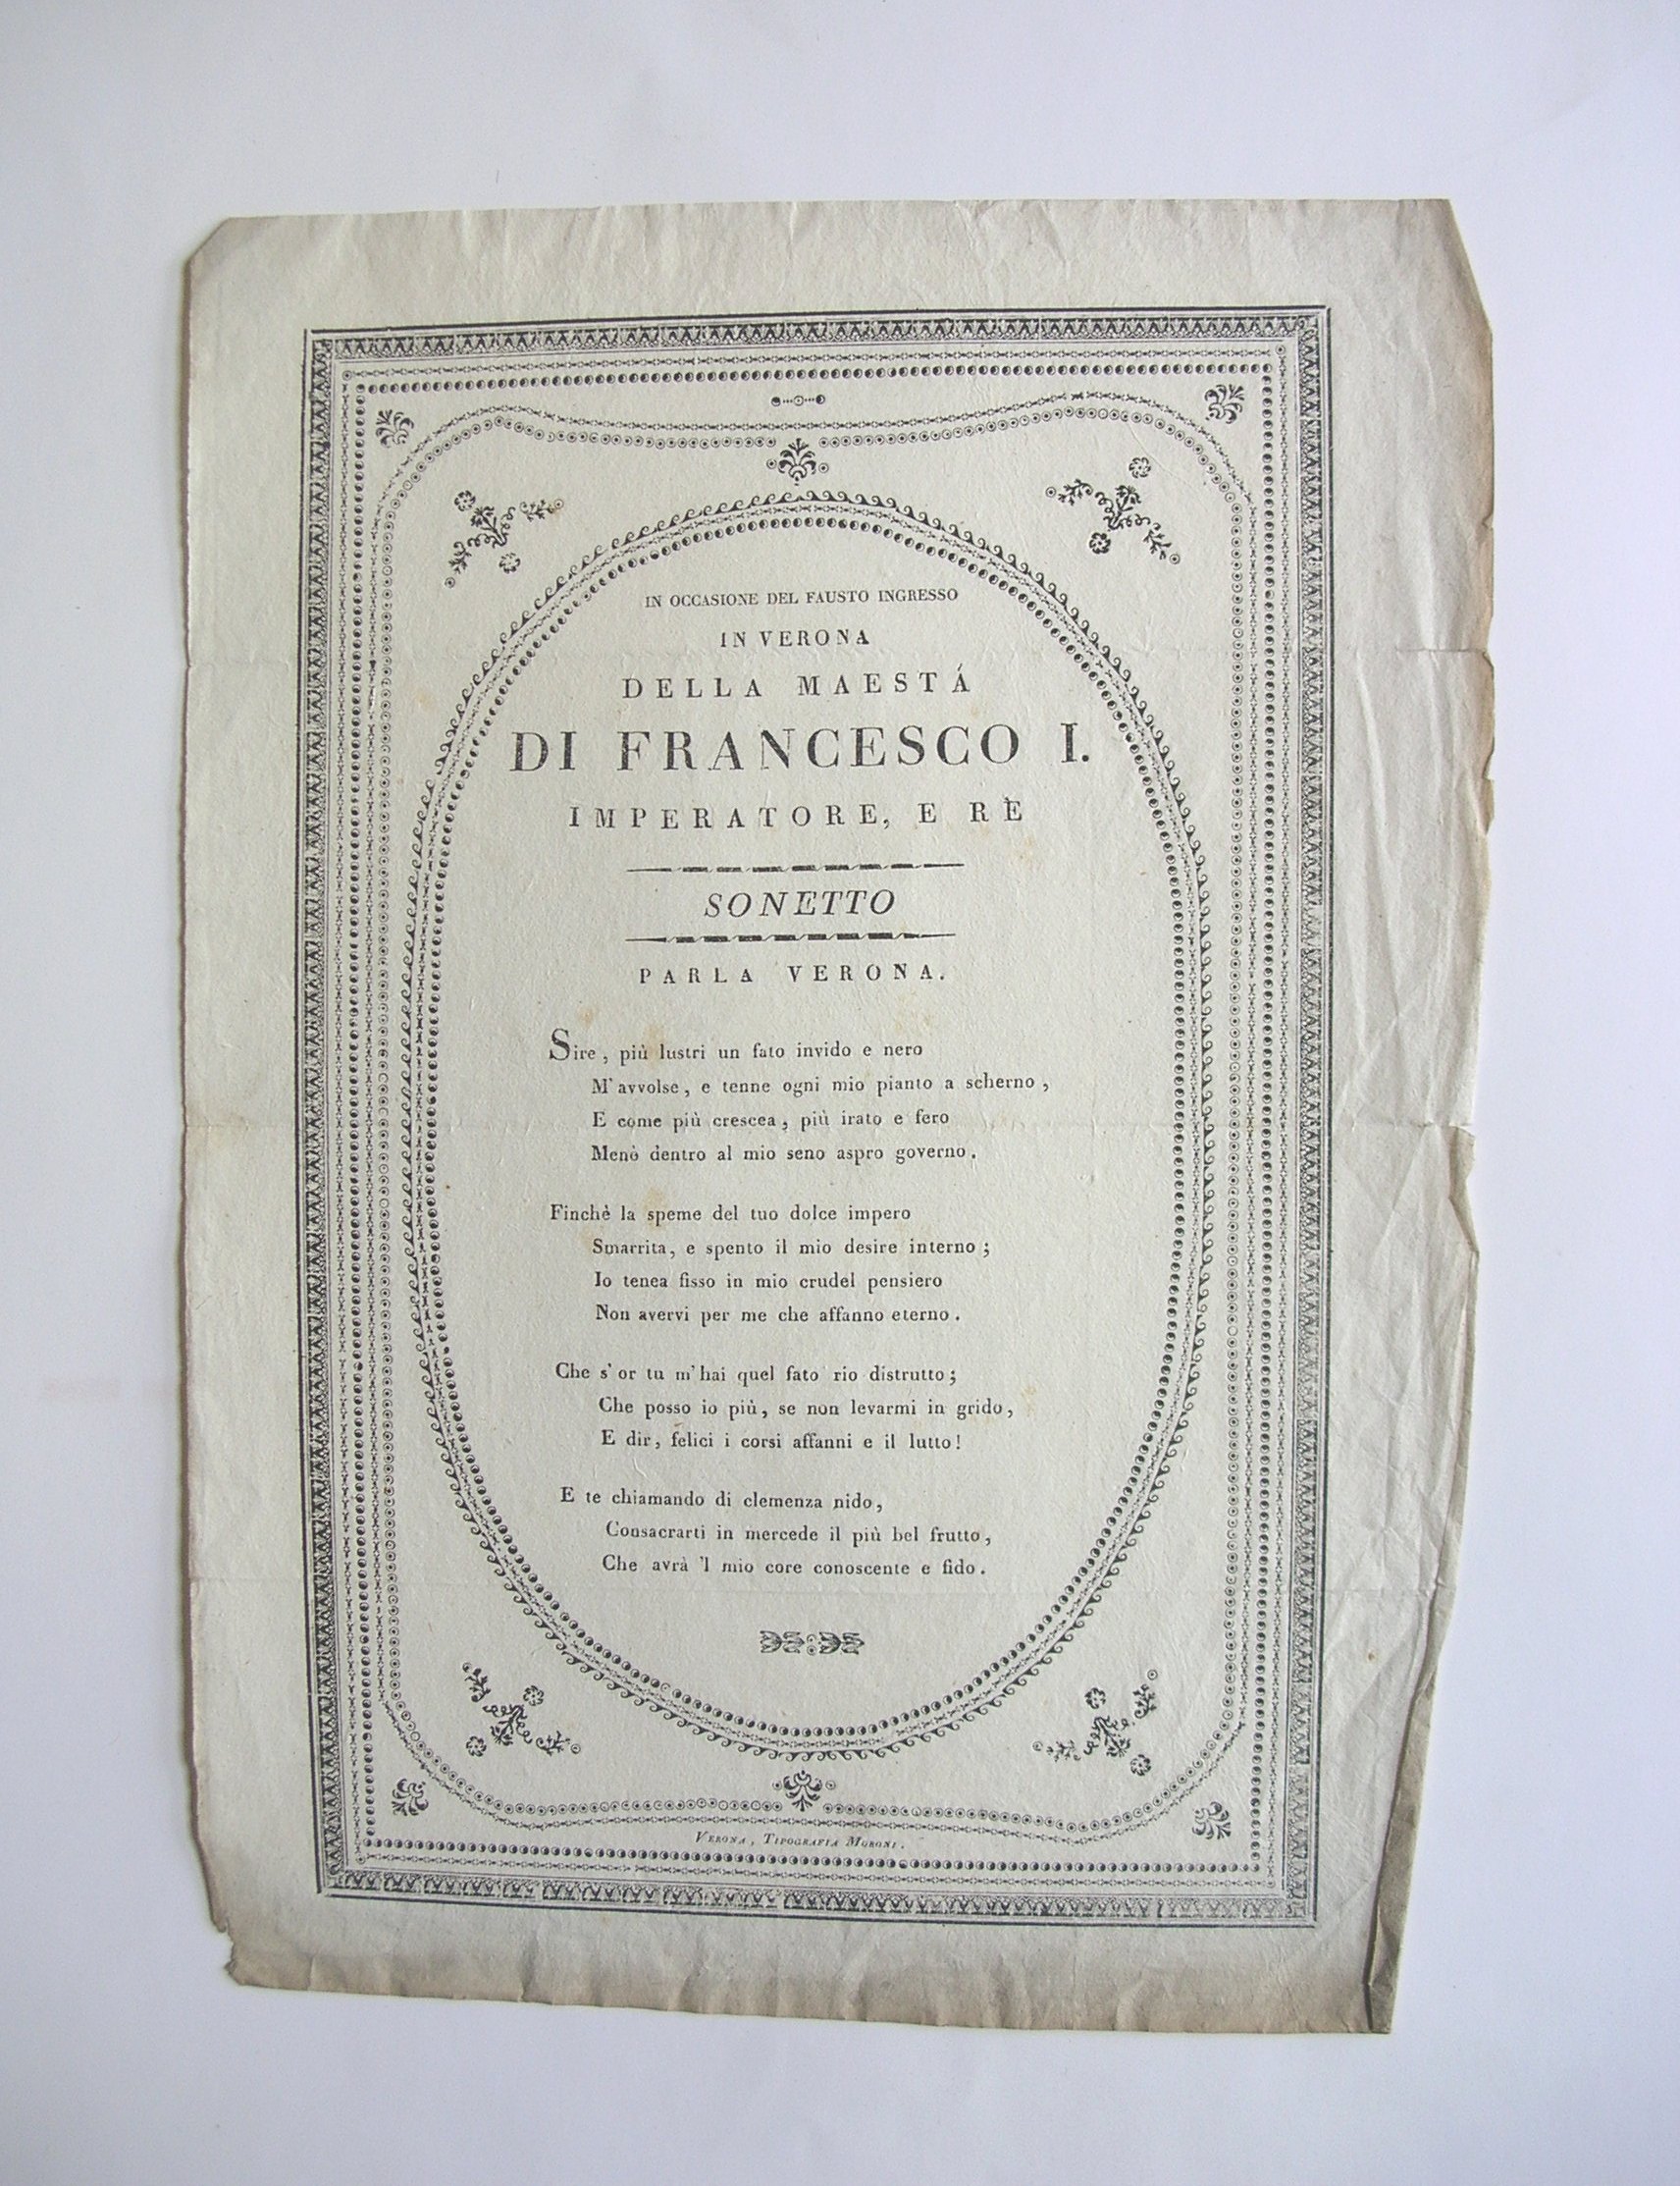 IN OCCASIONE DEL FAUSTO INGRESSO
IN VERONA
DELLA MAESTÁ
DI FRANCESCO I.
IMPERATORE, E RÈ
SONETTO
PARLA VERONA.
Sire, più lustri un fato invido e nero
M'avvolse, e tenne ogni mio pianto a scherno,
E come più crescea, più irato e fero
Menò dentro al mio seno aspro governo.
Finchè la speme del tuo dolce impero
Smarrita, e spento il mio desire interno;
Io tenea fisso in mio crudel pensiero
Non avervi per me che affanno eterno.
Che s'or tu m'hai quel fato rio distrutto;
Che posso io più, se non levarmi in grido,
E dir, felici i corsi affanni e il lutto!
E te chiamando di clemenza nido,
Consacrarti in mercede il più bel frutto,
Che avrà 'l mio core conoscente e fido.
VERONA, TIPOGRAFIA MORONI.